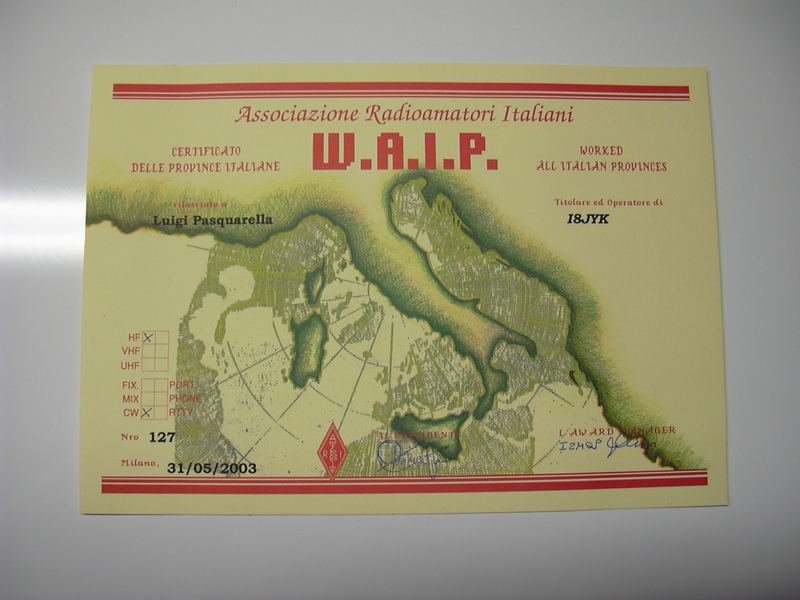 Associazione Radioamatori Italiani
W.A.I.P.
CERTIFICATO
DELLE PROVINCE ITALIANE
WORKED
ALL ITALIAN PROVINCES
rilasciato a
Luigi Pasquarella
Titolare ed Operatore di
I8JYK
HF X
VHF
UHF
FIX. PORT.
MIX PHONE
CW X RTTY
Nro 127
Milano, 31/05/2003
A
R I
IL PRESIDENTE
L'AWARD MANAGER